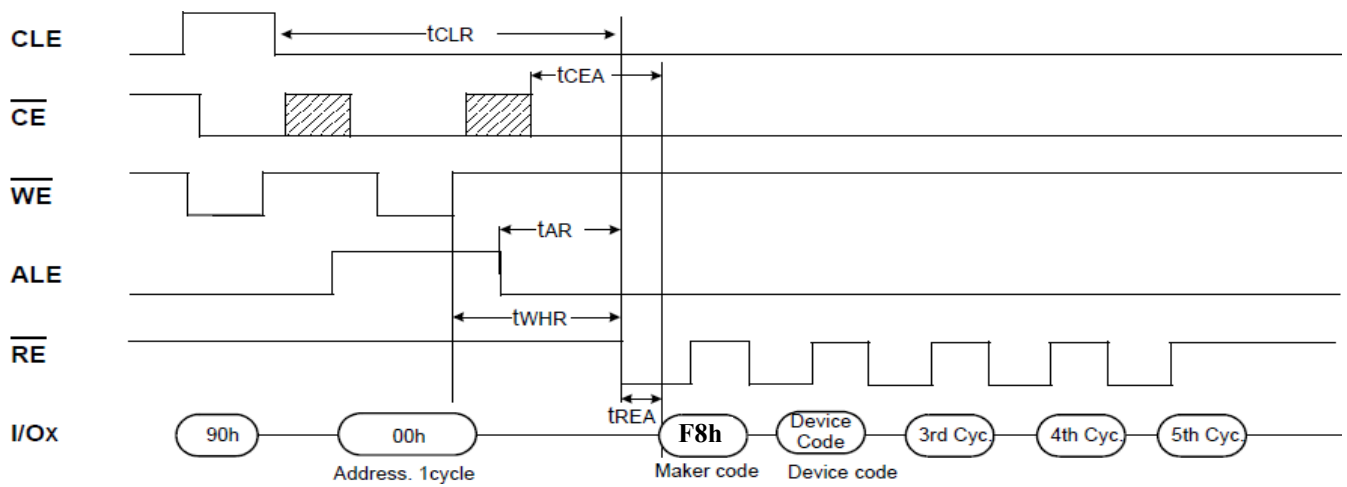 CLE
tCLR
tCEA
CE
WE
tAR
ALE
tWHR
RE
tREA
I/Ox
90h
00h
F8h
Device
Code
3rd Cyc.
4th Cyc.
5th Cyc.
Address. 1cycle
Maker code
Device code